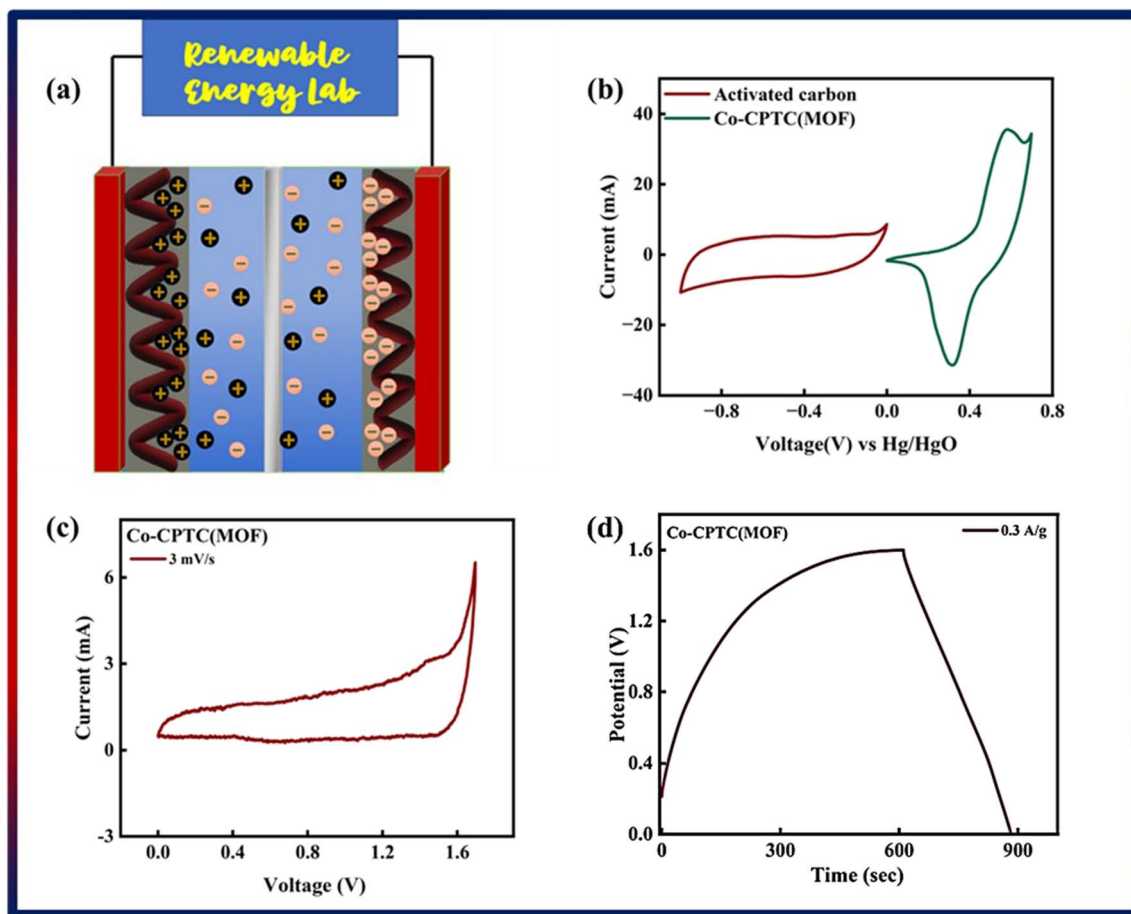 Renewable
Energy Lab
(a)
(b)
Activated carbon
Co-CPTC(MOF)
40
20
0
−20
−40
Current (mA)
−0.8
−0.4
0.0
0.4
0.8
Voltage(V) vs Hg/HgO
(c)
Co-CPTC(MOF)
3 mV/s
6
3
0
-3
Current (mA)
0.0
0.4
0.8
1.2
1.6
Voltage (V)
(d)
Co-CPTC(MOF)
0.3 A/g
1.6
1.2
0.8
0.4
0.0
Potential (V)
0
300
600
900
Time (sec)